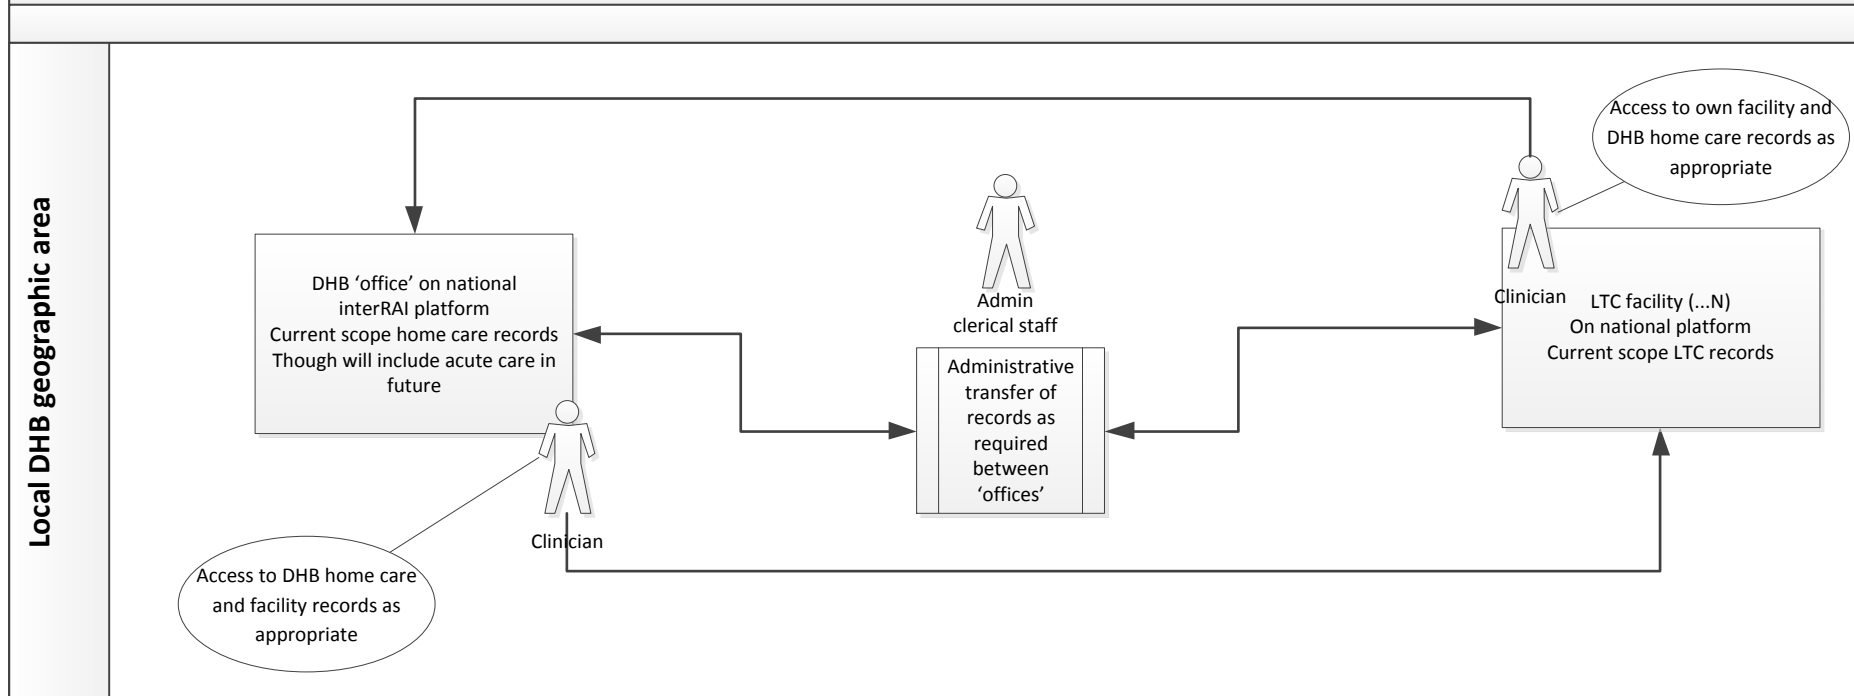 Local DHB geographic area
Access to own facility and
DHB home care records as
appropriate
DHB ‘office’ on national
interRAI platform
Current scope home care records
Though will include acute care in
future
Admin
clerical staff
Clinician
LTC facility (...N)
On national platform
Current scope LTC records
Administrative
transfer of
records as
required
between
‘offices’
Clinician
Access to DHB home care
and facility records as
appropriate